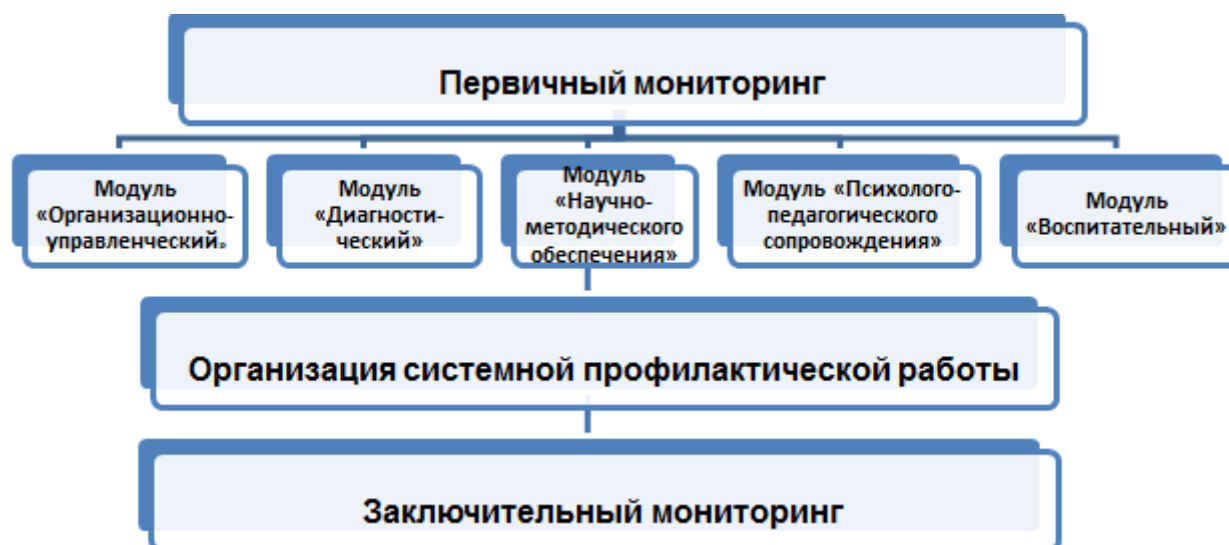 Первичный мониторинг
Модуль
«Организационно-
управленческий»
Модуль
«Диагности-
ческий»
Модуль
«Научно-
методического
обеспечения»
Модуль «Психолого-
педагогического
сопровождения»
Модуль
«Воспитательный»
Организация системной профилактической работы
Заключительный мониторинг